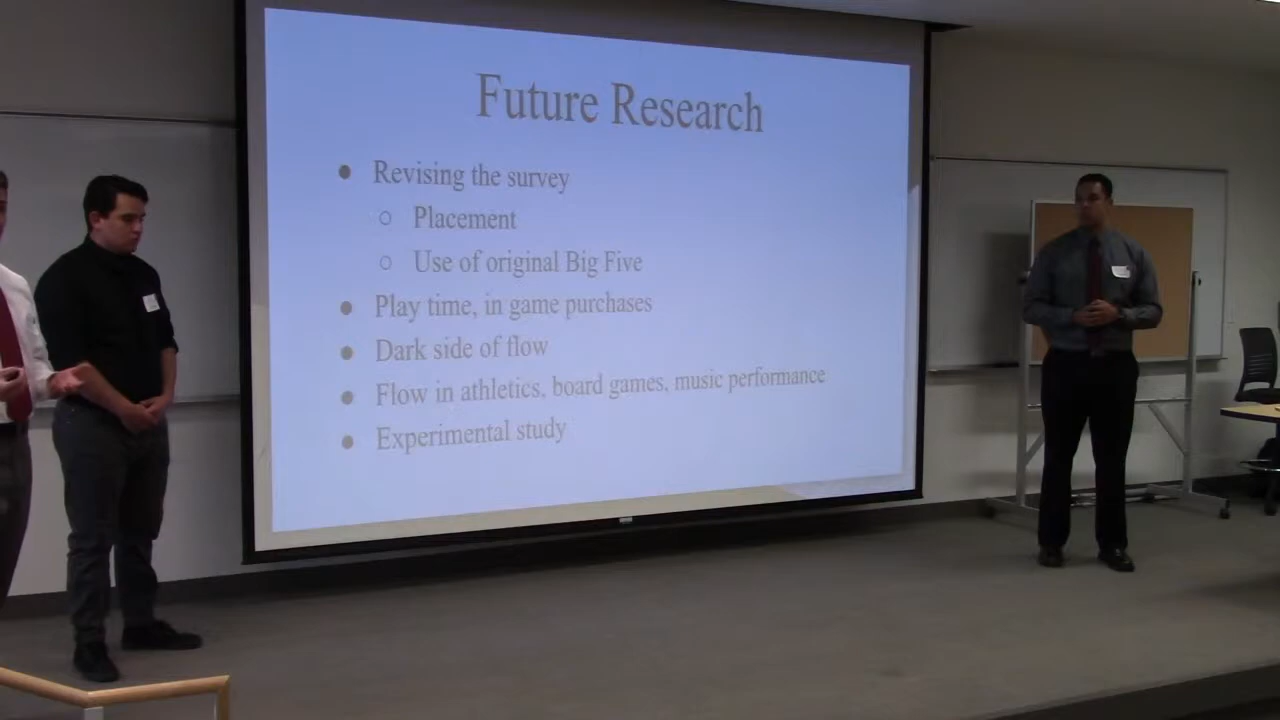 Future Research
● Revising the survey
○ Placement
○ Use of original Big Five
● Play time, in game purchases
● Dark side of flow
● Flow in athletics, board games, music performance
● Experimental study